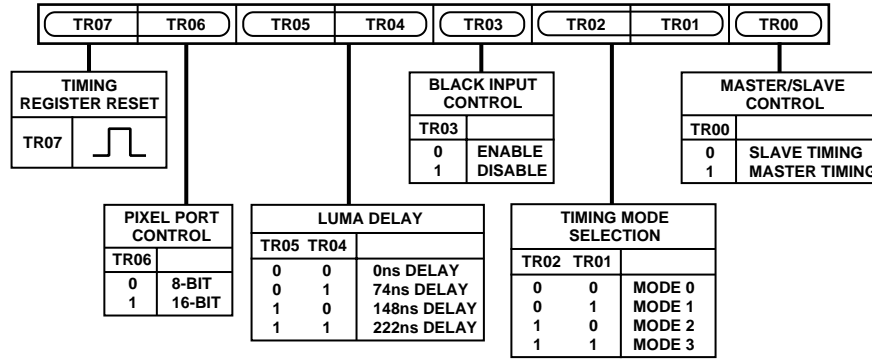 TR07 TR06 TR05 TR04 TR03 TR02 TR01 TR00
TIMING
REGISTER RESET
TR07
BLACK INPUT
CONTROL
TR03
0 ENABLE
1 DISABLE
MASTER/SLAVE
CONTROL
TR00
0 SLAVE TIMING
1 MASTER TIMING
PIXEL PORT
CONTROL
TR06
0 8-BIT
1 16-BIT
LUMA DELAY
TR05 TR04
0 0 0ns DELAY
0 1 74ns DELAY
1 0 148ns DELAY
1 1 222ns DELAY
TIMING MODE
SELECTION
TR02 TR01
0 0 MODE 0
0 1 MODE 1
1 0 MODE 2
1 1 MODE 3